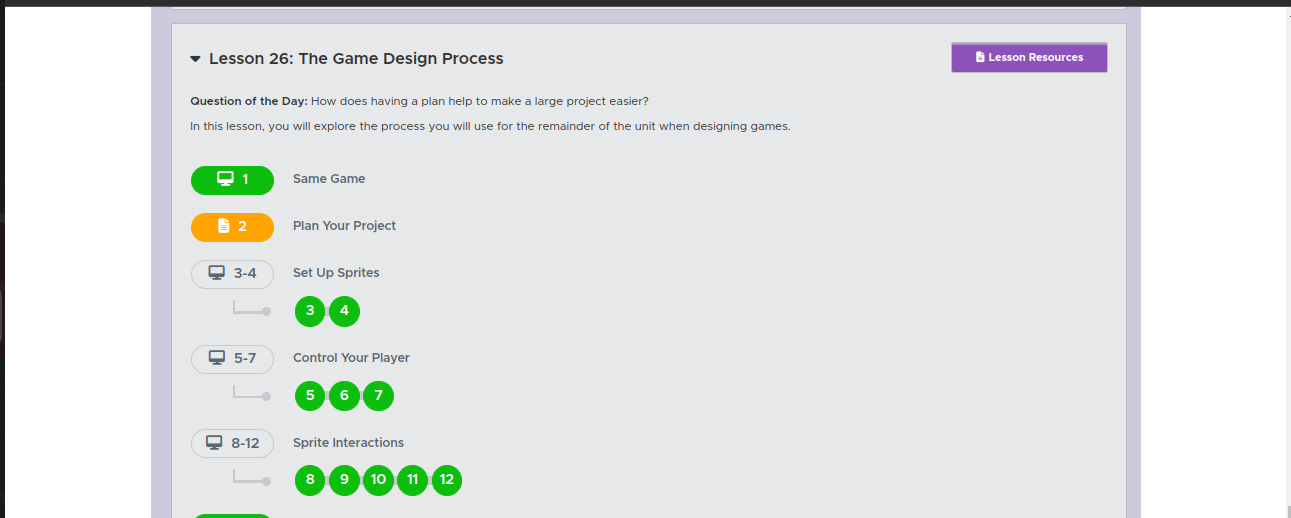 Lesson 26: The Game Design Process
Lesson Resources
Question of the Day: How does having a plan help to make a large project easier?
In this lesson, you will explore the process you will use for the remainder of the unit when designing games.
1 Same Game
2 Plan Your Project
3-4 Set Up Sprites
3 4
5-7 Control Your Player
5 6 7
8-12 Sprite Interactions
8 9 10 11 12